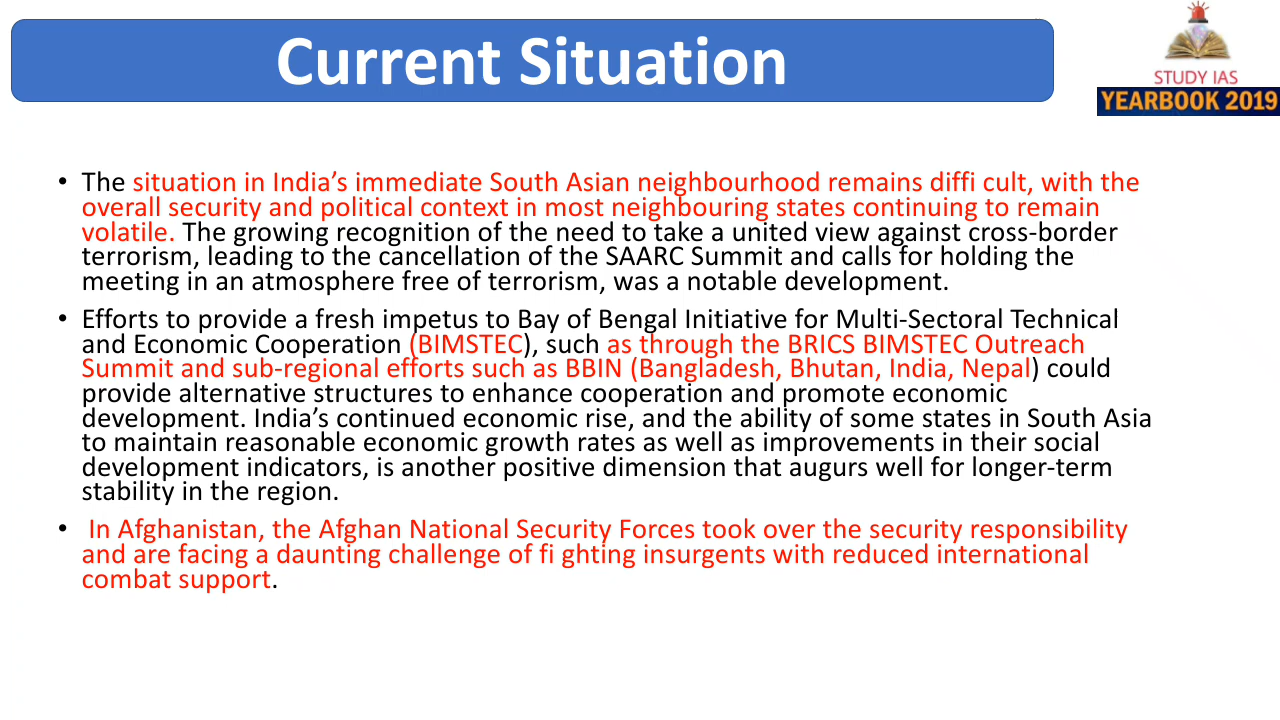 Current Situation
STUDY IAS
YEARBOOK 2019
• The situation in India’s immediate South Asian neighbourhood remains diffi cult, with the
overall security and political context in most neighbouring states continuing to remain
volatile. The growing recognition of the need to take a united view against cross-border
terrorism, leading to the cancellation of the SAARC Summit and calls for holding the
meeting in an atmosphere free of terrorism, was a notable development.
• Efforts to provide a fresh impetus to Bay of Bengal Initiative for Multi-Sectoral Technical
and Economic Cooperation (BIMSTEC), such as through the BRICS BIMSTEC Outreach
Summit and sub-regional efforts such as BBIN (Bangladesh, Bhutan, India, Nepal) could
provide alternative structures to enhance cooperation and promote economic
development. India’s continued economic rise, and the ability of some states in South Asia
to maintain reasonable economic growth rates as well as improvements in their social
development indicators, is another positive dimension that augurs well for longer-term
stability in the region.
• In Afghanistan, the Afghan National Security Forces took over the security responsibility
and are facing a daunting challenge of fi ghting insurgents with reduced international
combat support.